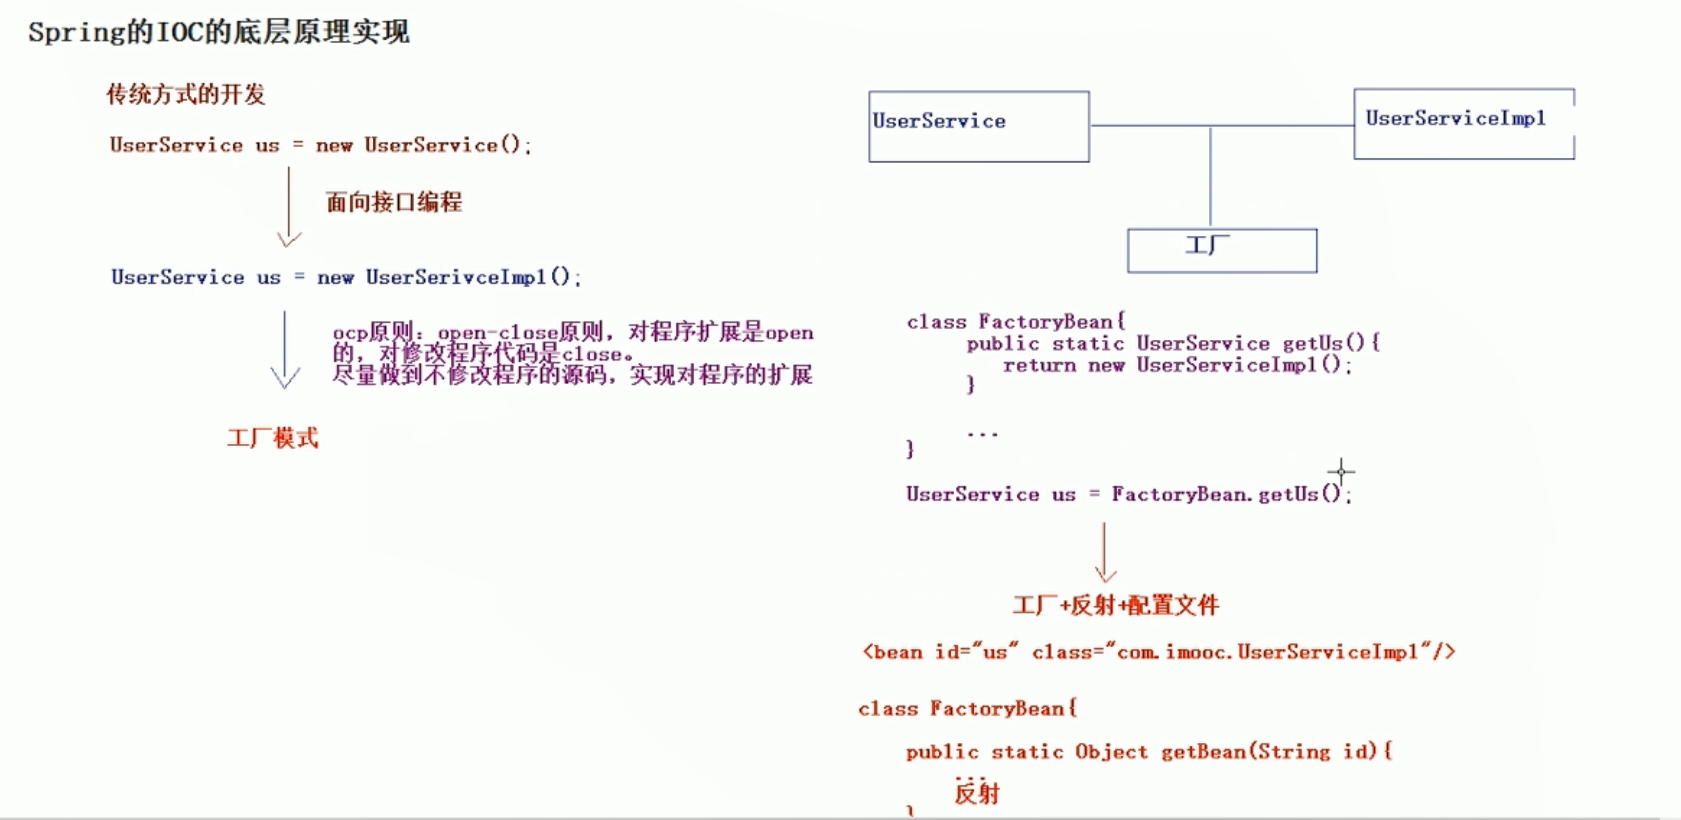 Spring的IOC的底层原理实现
传统方式的开发
UserService us = new UserService();
面向接口编程
UserService us = new UserSerivceImpl();
ocp原则：open-close原则，对程序扩展是open
的，对修改程序代码是close。
尽量做到不修改程序的源码，实现对程序的扩展
工厂模式
UserService
UserServiceImpl
工厂
class FactoryBean{
public static UserService getUs(){
return new UserServiceImpl();
}
...
}
UserService us = FactoryBean.getUs();
工厂+反射+配置文件
<bean id="us" class="com.imooc.UserServiceImpl"/>
class FactoryBean{
public static Object getBean(String id){
...
反射
}